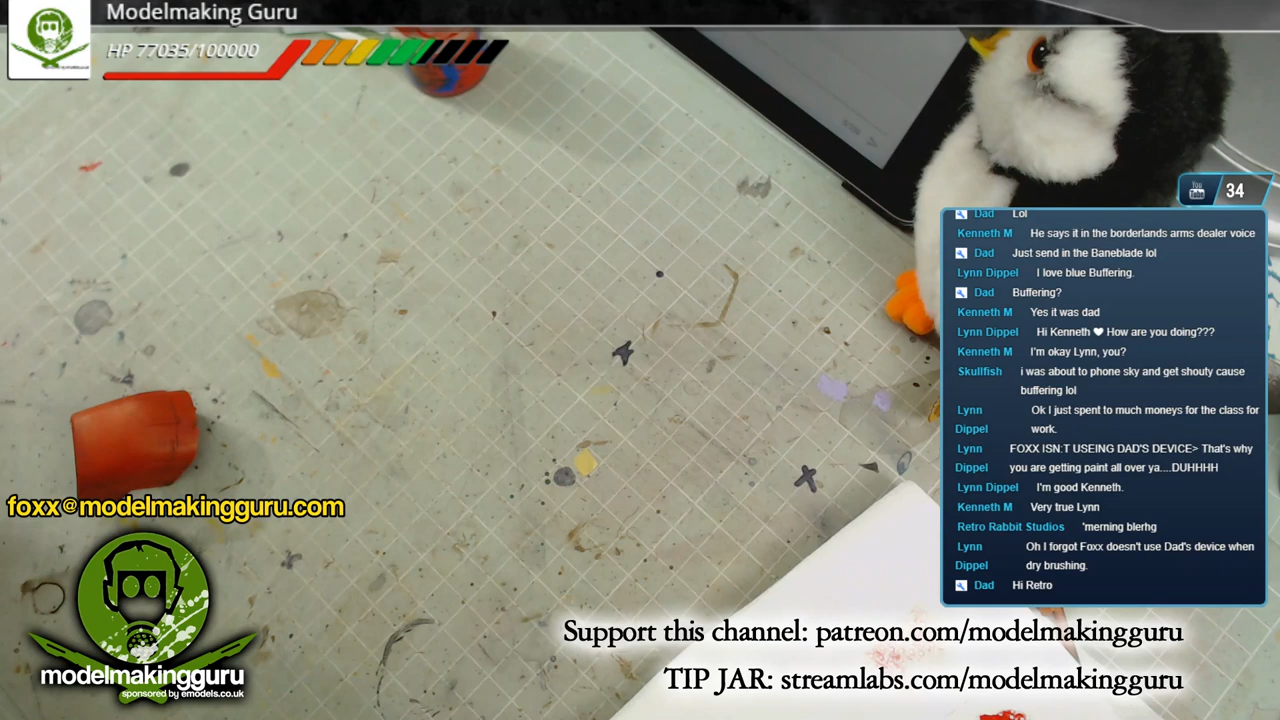 Modelmaking Guru
HP 77035/100000
You
Tube
34
Dad Lol
Kenneth M He says it in the borderlands arms dealer voice
Dad Just send in the Baneblade lol
Lynn Dippel I love blue Buffering.
Dad Buffering?
Kenneth M Yes it was dad
Lynn Dippel Hi Kenneth ❤ How are you doing???
Kenneth M I'm okay Lynn, you?
Skullfish i was about to phone sky and get shouty cause
buffering lol
Lynn Ok I just spent to much moneys for the class for
Dippel work.
Lynn FOXX ISN:T USEING DAD'S DEVICE> That's why
Dippel you are getting paint all over ya....DUHHHH
Lynn Dippel I'm good Kenneth.
Kenneth M Very true Lynn
Retro Rabbit Studios 'merning blerhg
Lynn Oh I forgot Foxx doesn't use Dad's device when
Dippel dry brushing.
Dad Hi Retro
foxx@modelmakingguru.com
modelmakingguru
sponsored by emodels.co.uk
Support this channel: patreon.com/modelmakingguru
TIP JAR: streamlabs.com/modelmakingguru